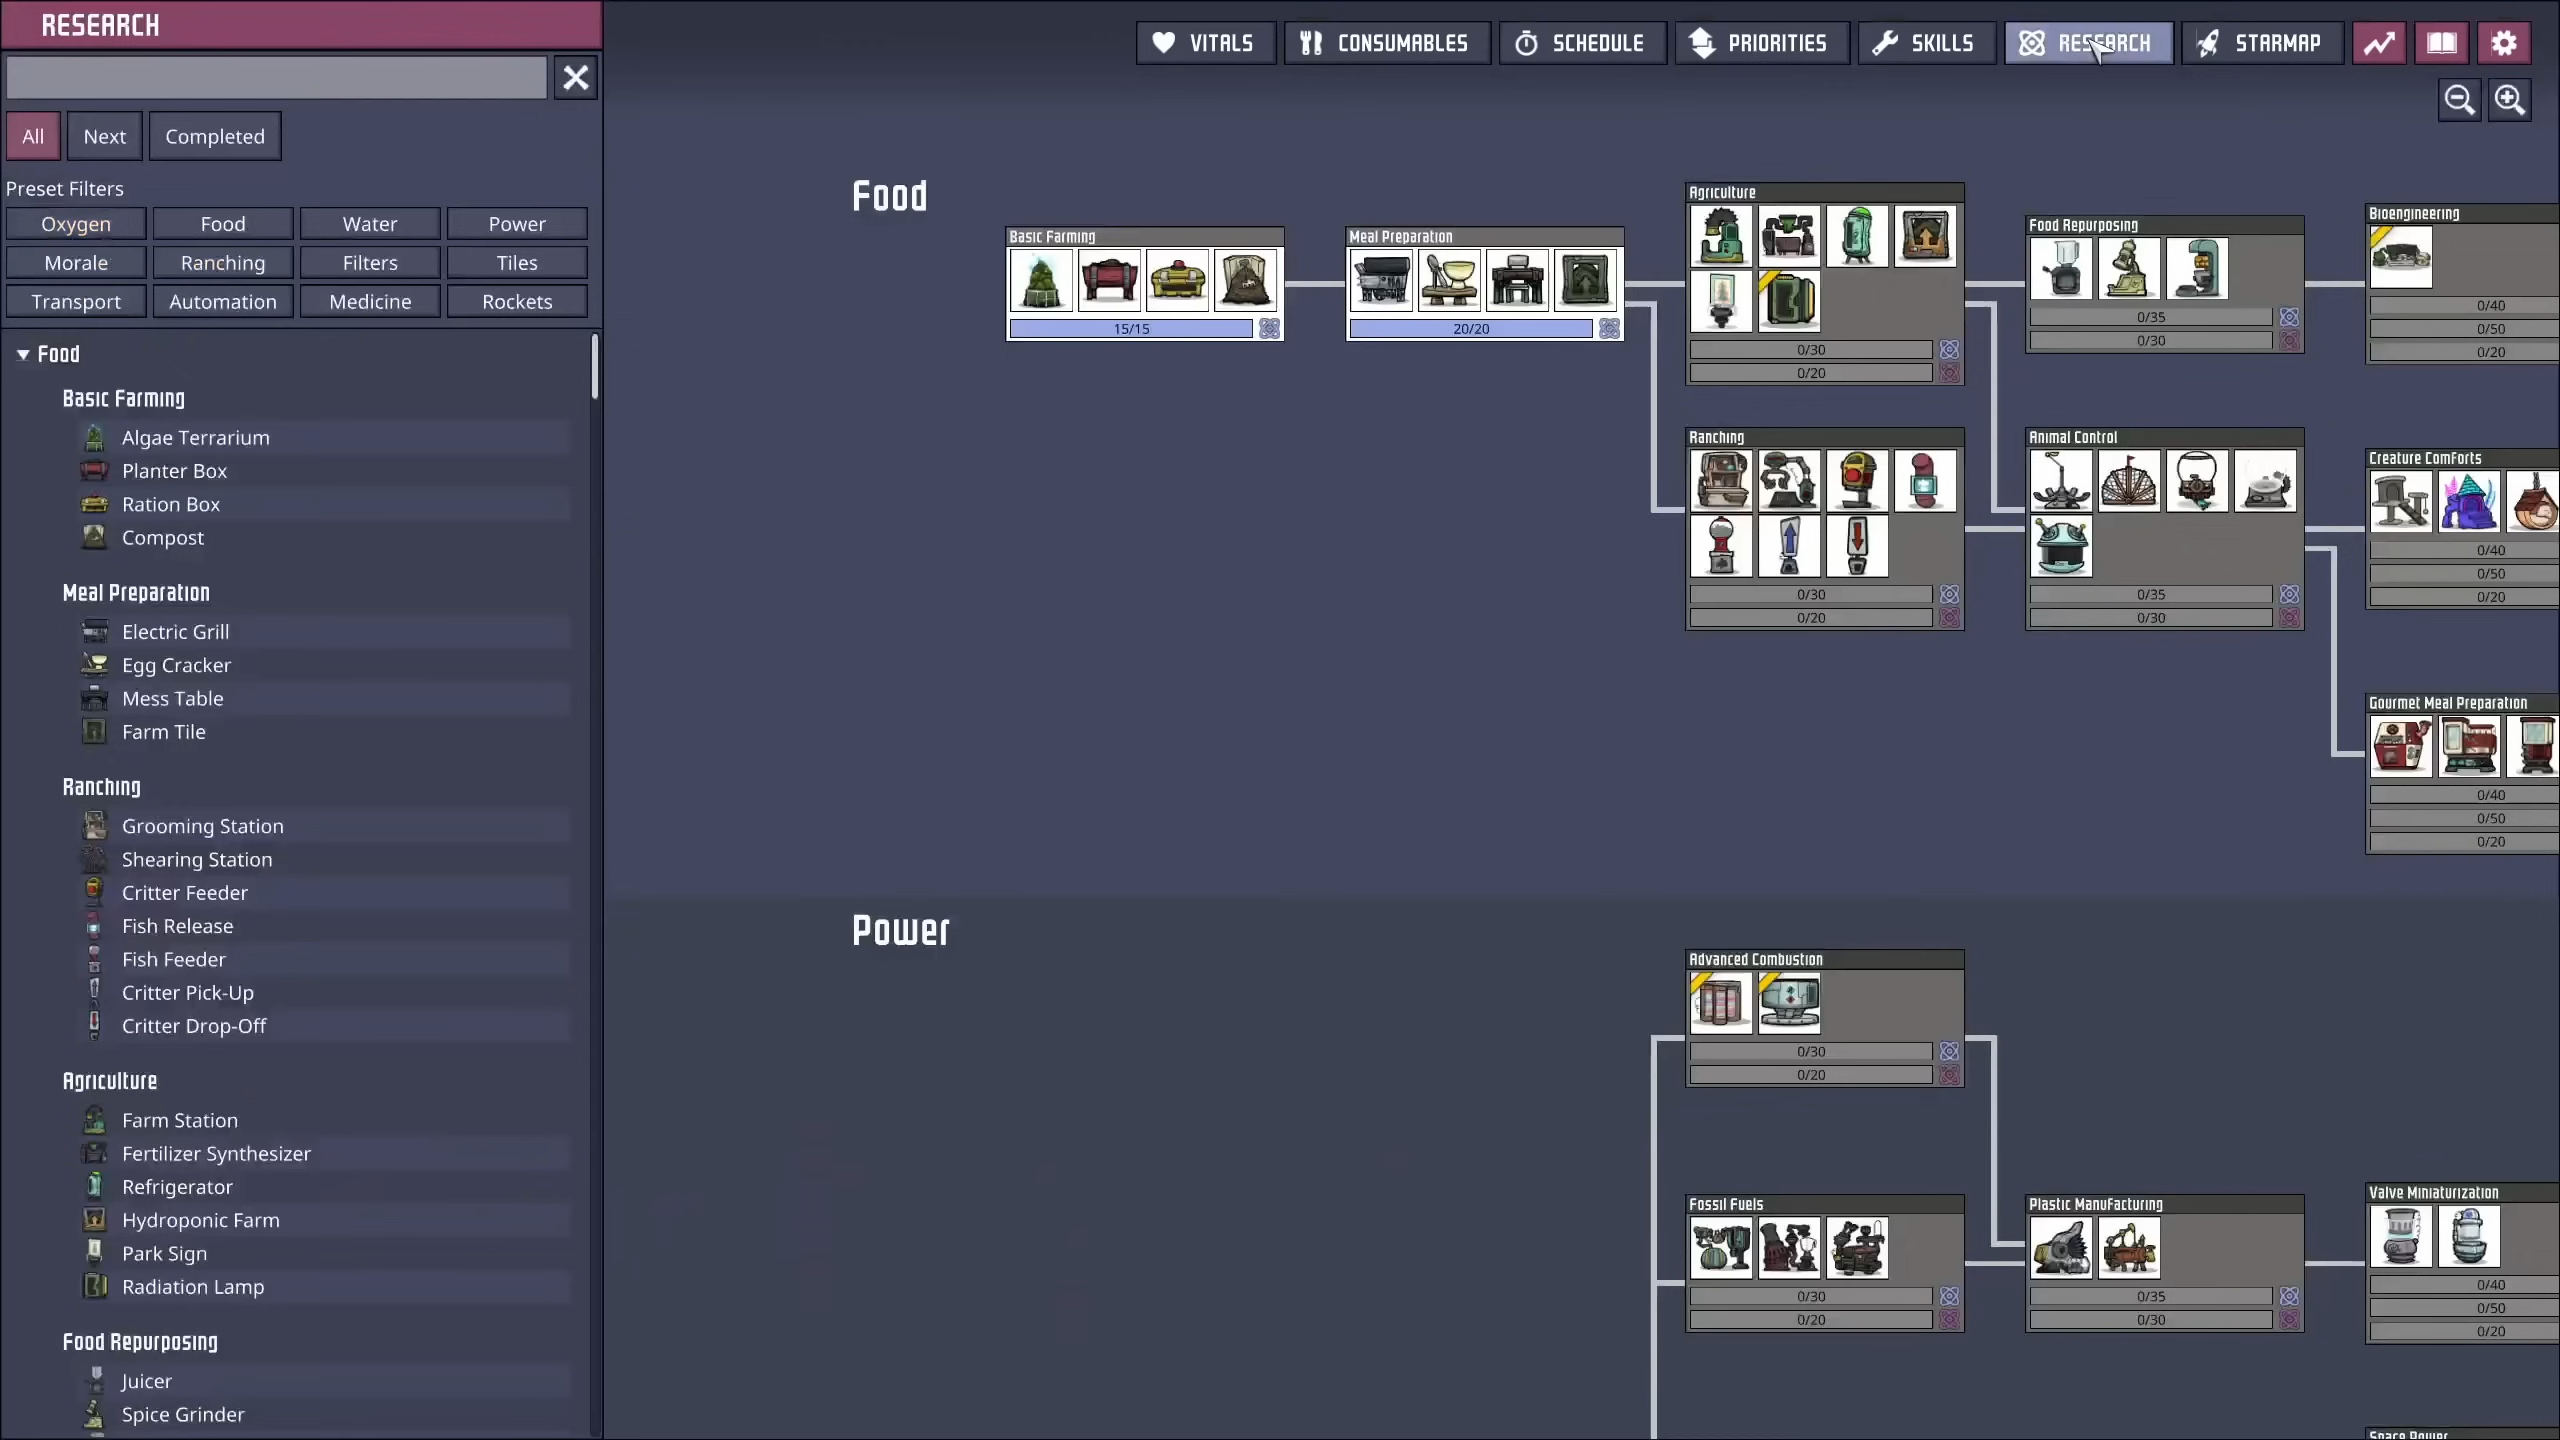 RESEARCH
VITALS
CONSUMABLES
SCHEDULE
PRIORITIES
SKILLS
RESEARCH
STARMAP
All
Next
Completed
Preset Filters
Oxygen
Food
Water
Power
Morale
Ranching
Filters
Tiles
Transport
Automation
Medicine
Rockets
Food
Basic Farming
Algae Terrarium
Planter Box
Ration Box
Compost
Meal Preparation
Electric Grill
Egg Cracker
Mess Table
Farm Tile
Ranching
Grooming Station
Shearing Station
Critter Feeder
Fish Release
Fish Feeder
Critter Pick-Up
Critter Drop-Off
Agriculture
Farm Station
Fertilizer Synthesizer
Refrigerator
Hydroponic Farm
Park Sign
Radiation Lamp
Food Repurposing
Juicer
Spice Grinder
Food
Basic Farming
15/15
Meal Preparation
20/20
Agriculture
0/30
0/20
Food Repurposing
0/35
0/30
Bioengineering
0/40
0/50
0/20
Ranching
0/30
0/20
Animal Control
0/35
0/30
Creature Comforts
0/40
0/50
0/20
Gourmet Meal Preparation
0/40
0/50
0/20
Power
Advanced Combustion
0/30
0/20
Fossil Fuels
0/30
0/20
Plastic Manufacturing
0/35
0/30
Valve Miniaturization
0/40
0/50
0/20
Space Power